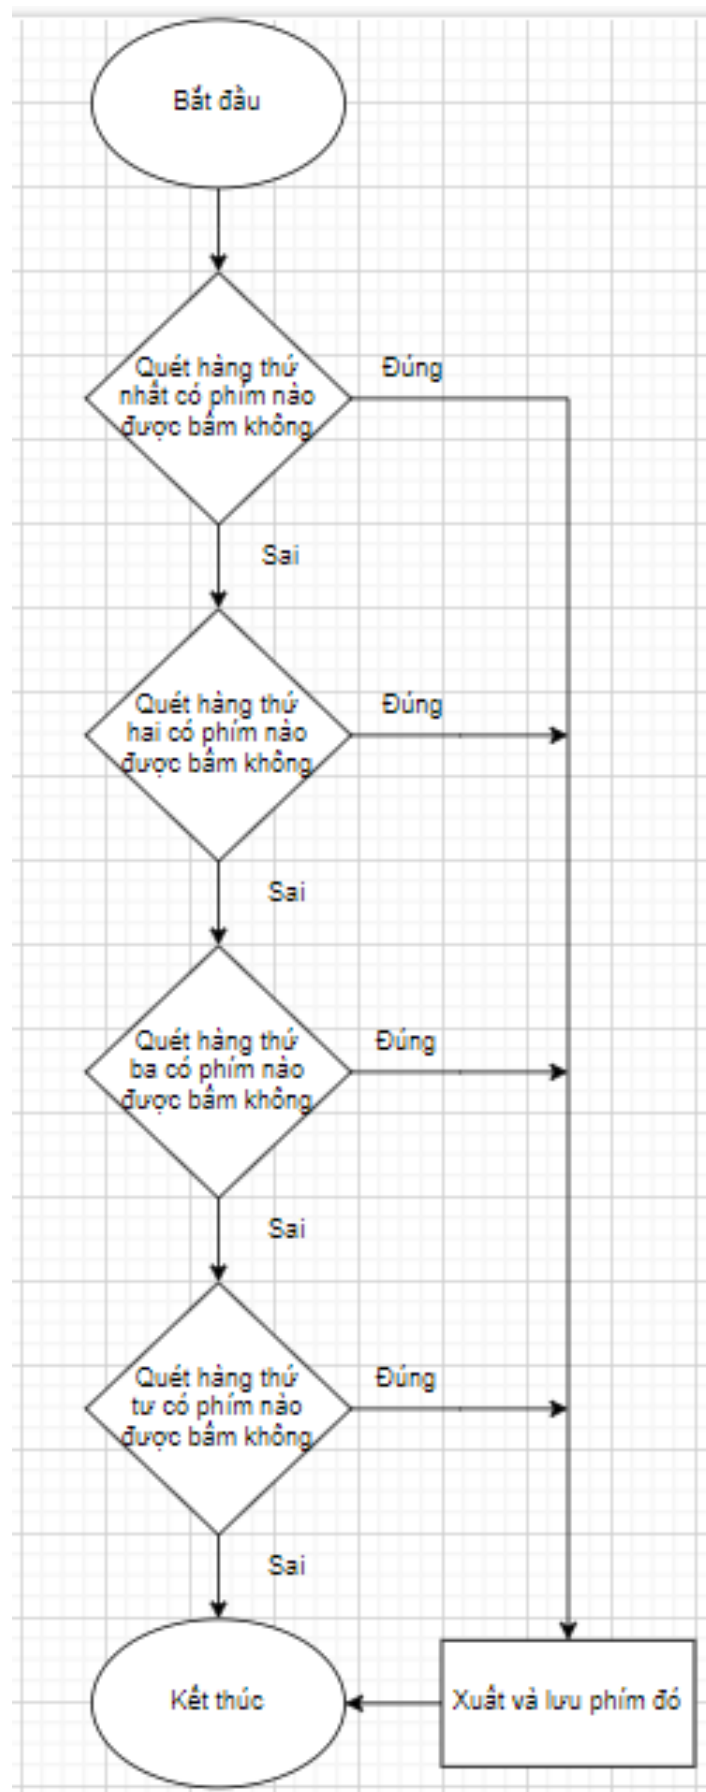 Bắt đầu
Quét hàng thứ
nhất có phím nào
được bấm không
Đúng
Sai
Quét hàng thứ
hai có phím nào
được bấm không
Đúng
Sai
Quét hàng thứ
ba có phím nào
được bấm không
Đúng
Sai
Quét hàng thứ
tư có phím nào
được bấm không
Đúng
Sai
Kết thúc
Xuất và lưu phím đó